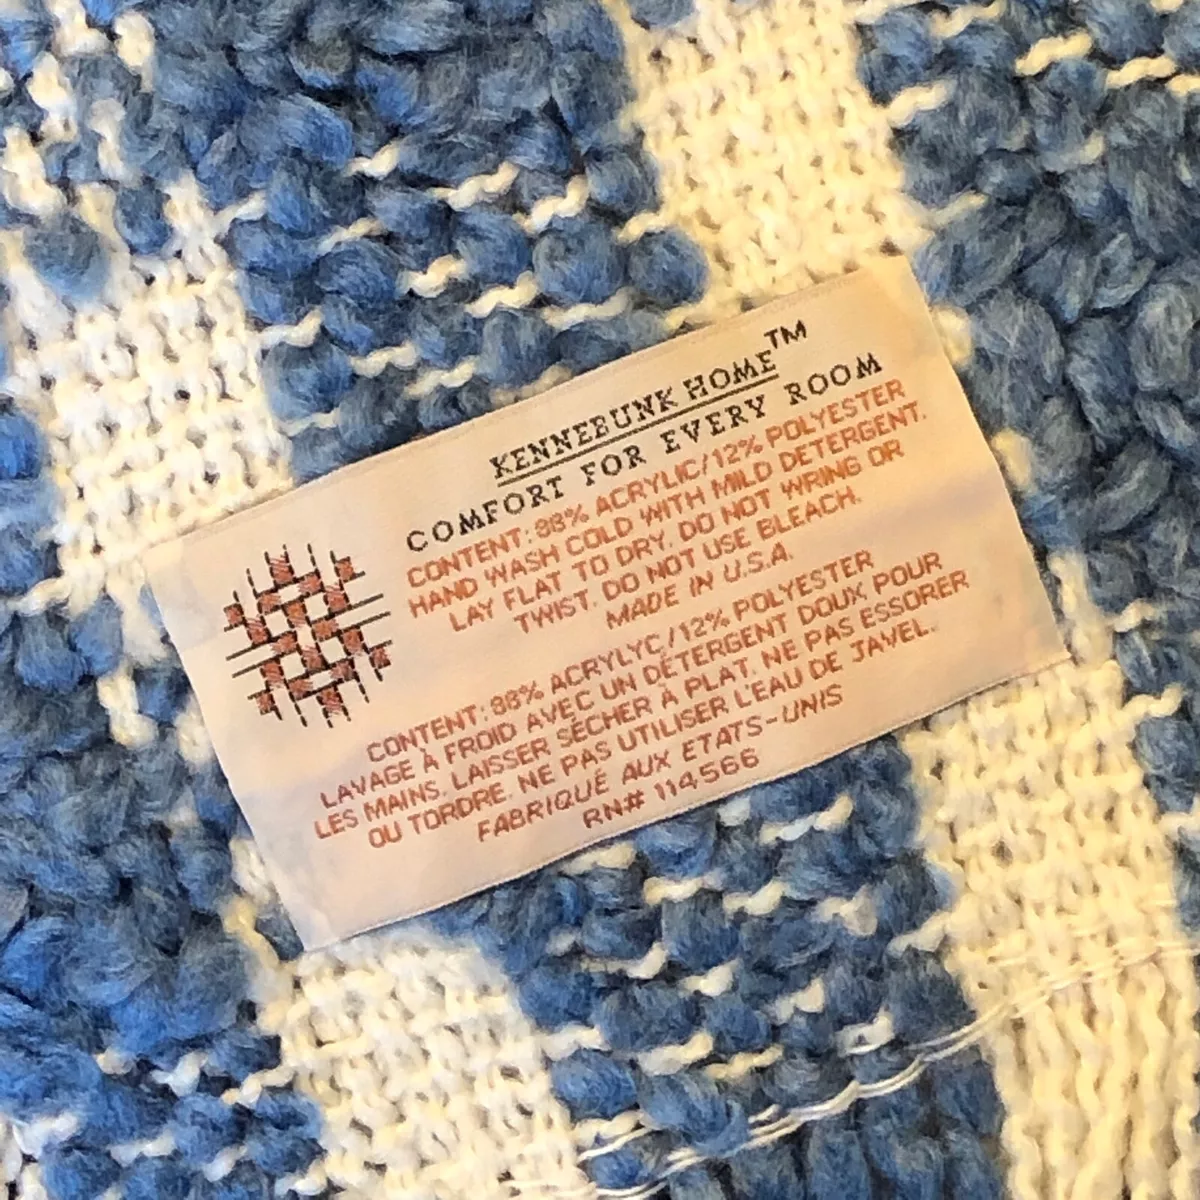 KENNEBUNK HOME™
COMFORT FOR EVERY ROOM
CONTENT: 88% ACRYLIC/12% POLYESTER
HAND WASH COLD WITH MILD DETERGENT.
LAY FLAT TO DRY. DO NOT WRING OR
TWIST. DO NOT USE BLEACH.
MADE IN U.S.A.
CONTENT: 88% ACRYLYC/12% POLYESTER
LAVAGE À FROID AVEC UN DÉTERGENT DOUX POUR
LES MAINS. LAISSER SÉCHER À PLAT. NE PAS ESSORER
OU TORDRE. NE PAS UTILISER L'EAU DE JAVEL.
FABRIQUÉ AUX ETATS-UNIS
RN# 114566